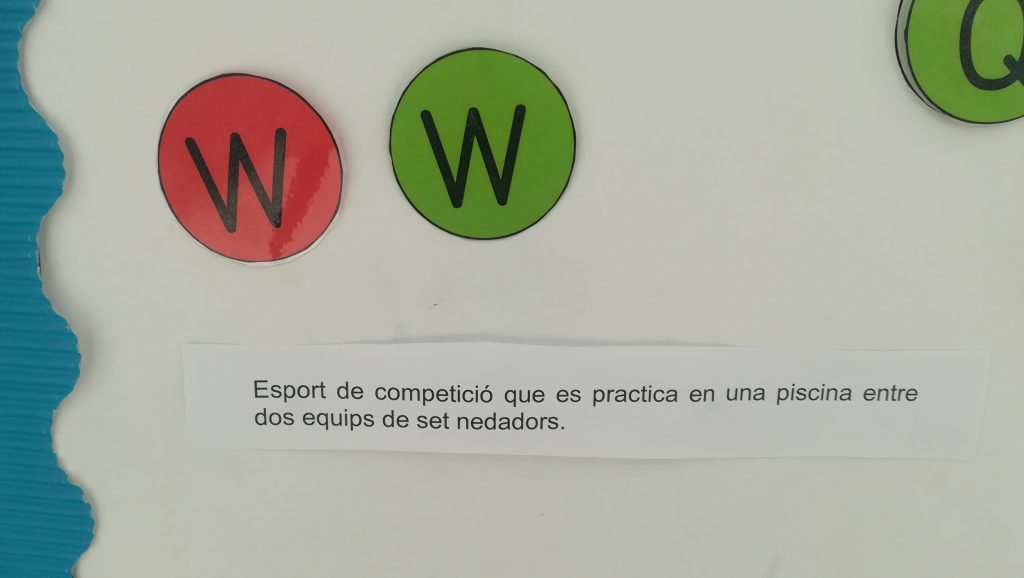 W W Q
Esport de competició que es practica en una piscina entre
dos equips de set nedadors.